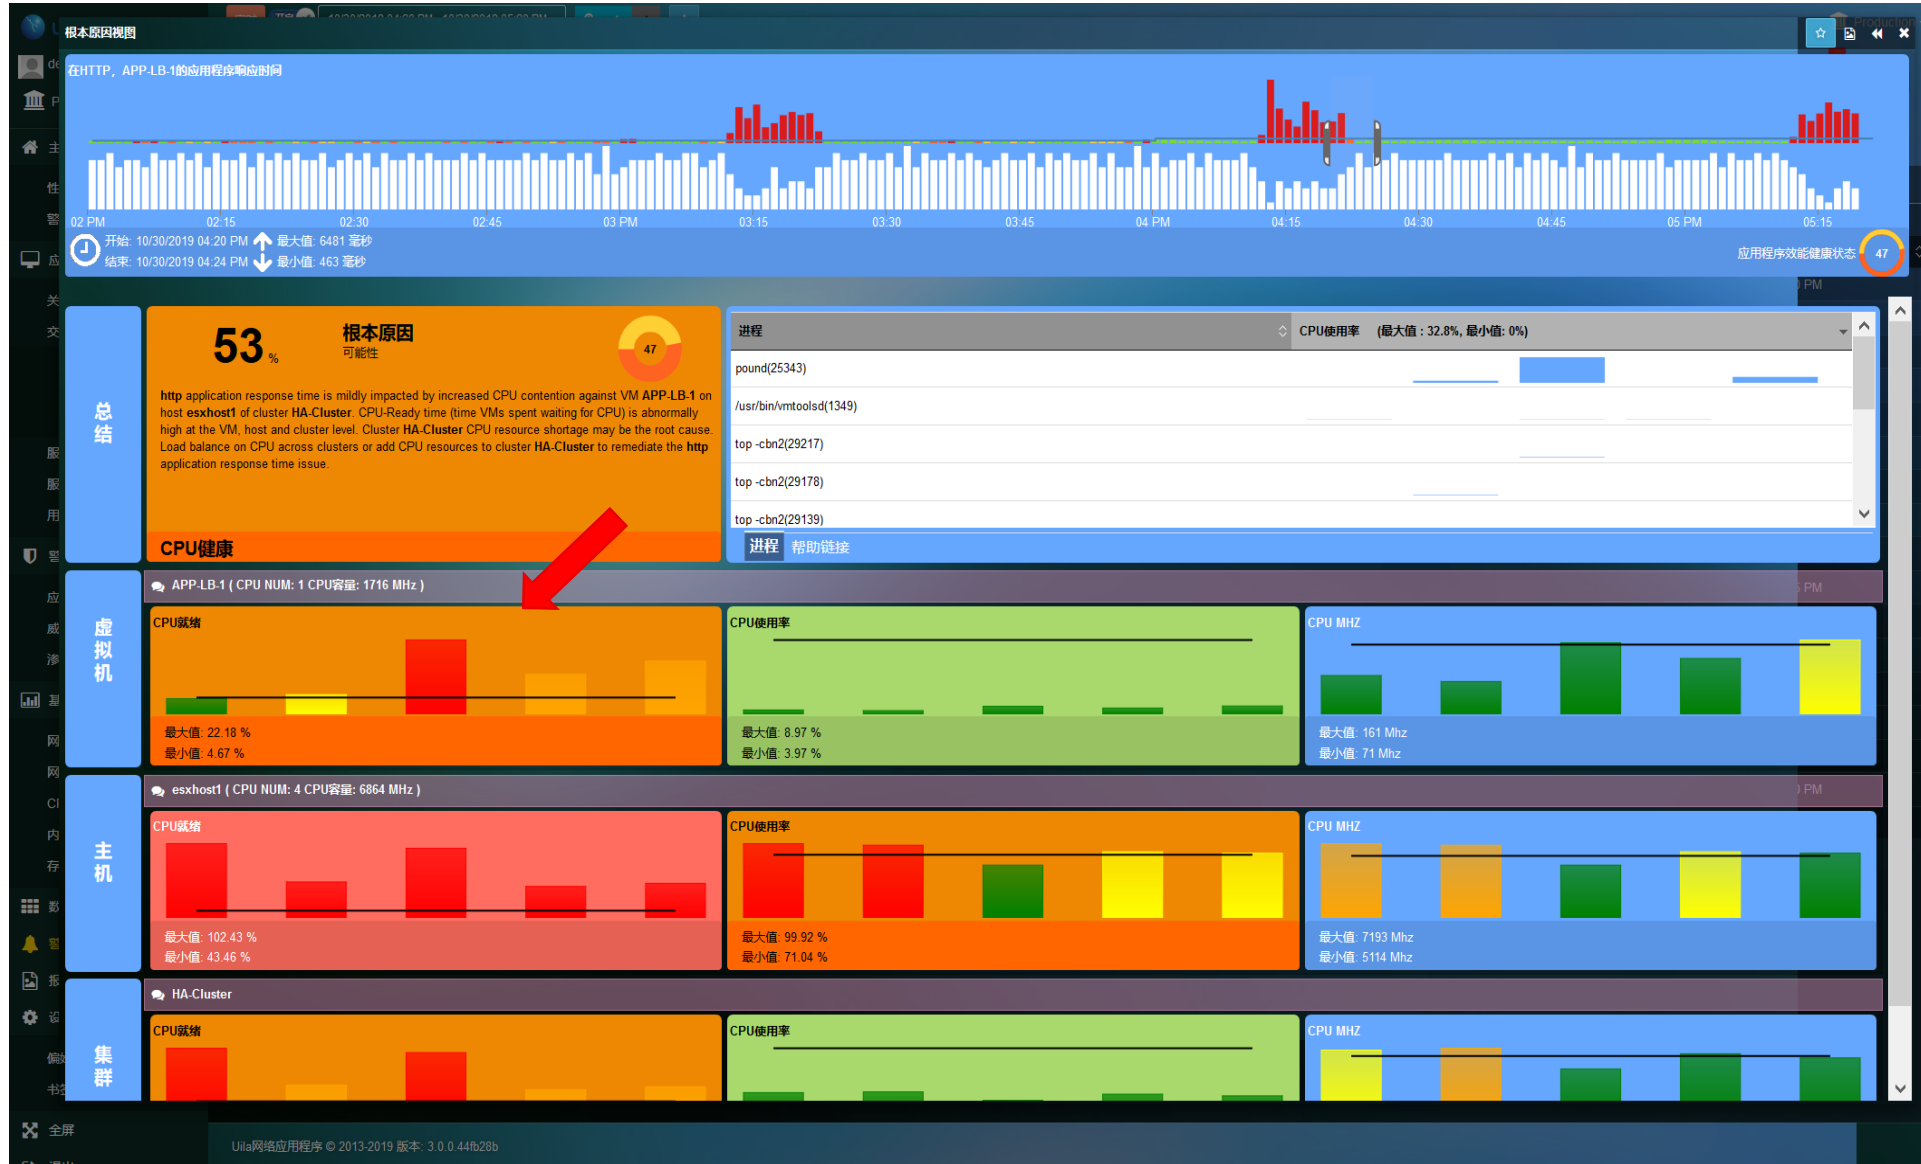 根本原因视图
在HTTP，APP-LB-1的应用程序响应时间
02 PM 02:15 02:30 02:45 03 PM 03:15 03:30 03:45 04 PM 04:15 04:30 04:45 05 PM 05:15
开始: 10/30/2019 04:20 PM 最大值: 6481 毫秒
结束: 10/30/2019 04:24 PM 最小值: 463 毫秒
应用程序效能健康状态 47
总结
53 %
根本原因
可能性
47
http application response time is mildly impacted by increased CPU contention against VM APP-LB-1 on
host esxhost1 of cluster HA-Cluster. CPU-Ready time (time VMs spent waiting for CPU) is abnormally
high at the VM, host and cluster level. Cluster HA-Cluster CPU resource shortage may be the root cause.
Load balance on CPU across clusters or add CPU resources to cluster HA-Cluster to remediate the http
application response time issue.
CPU健康
进程 CPU使用率 (最大值 : 32.8%, 最小值: 0%)
pound(25343)
/usr/bin/vmtoolsd(1349)
top -cbn2(29217)
top -cbn2(29178)
top -cbn2(29139)
进程 帮助链接
虚拟机
APP-LB-1 ( CPU NUM: 1 CPU容量: 1716 MHz )
CPU就绪
最大值: 22.18 %
最小值: 4.67 %
CPU使用率
最大值: 8.97 %
最小值: 3.97 %
CPU MHZ
最大值: 161 Mhz
最小值: 71 Mhz
主机
esxhost1 ( CPU NUM: 4 CPU容量: 6864 MHz )
CPU就绪
最大值: 102.43 %
最小值: 43.46 %
CPU使用率
最大值: 99.92 %
最小值: 71.04 %
CPU MHZ
最大值: 7193 Mhz
最小值: 5114 Mhz
集群
HA-Cluster
CPU就绪
CPU使用率
CPU MHZ
全屏
Uila网络应用程序 © 2013-2019 版本: 3.0.0.44fb28b